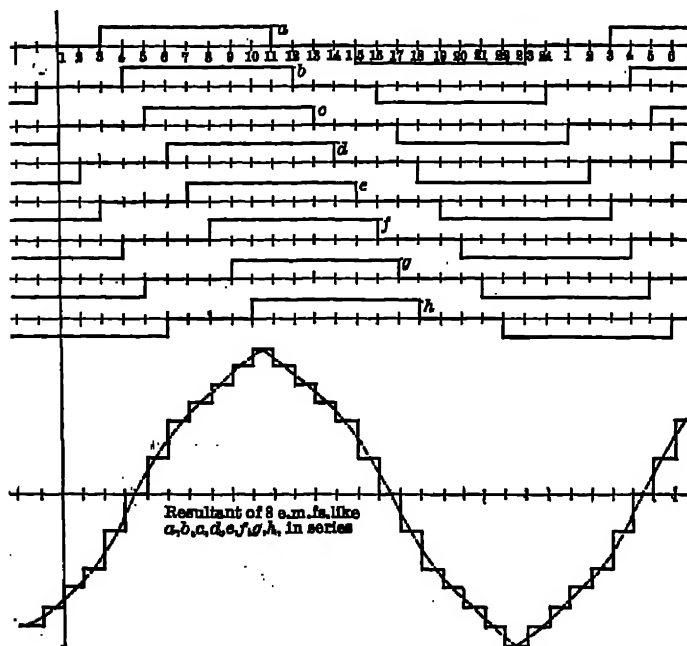 a
1 2 3 4 5 6 7 8 9 10 11 12 13 14 15 16 17 18 19 20 21 22 23 24 1 2 3 4 5 6
b
c
d
e
f
g
h
Resultant of 8 e.m.fs. like
a, b, c, d, e, f, g, h, in series